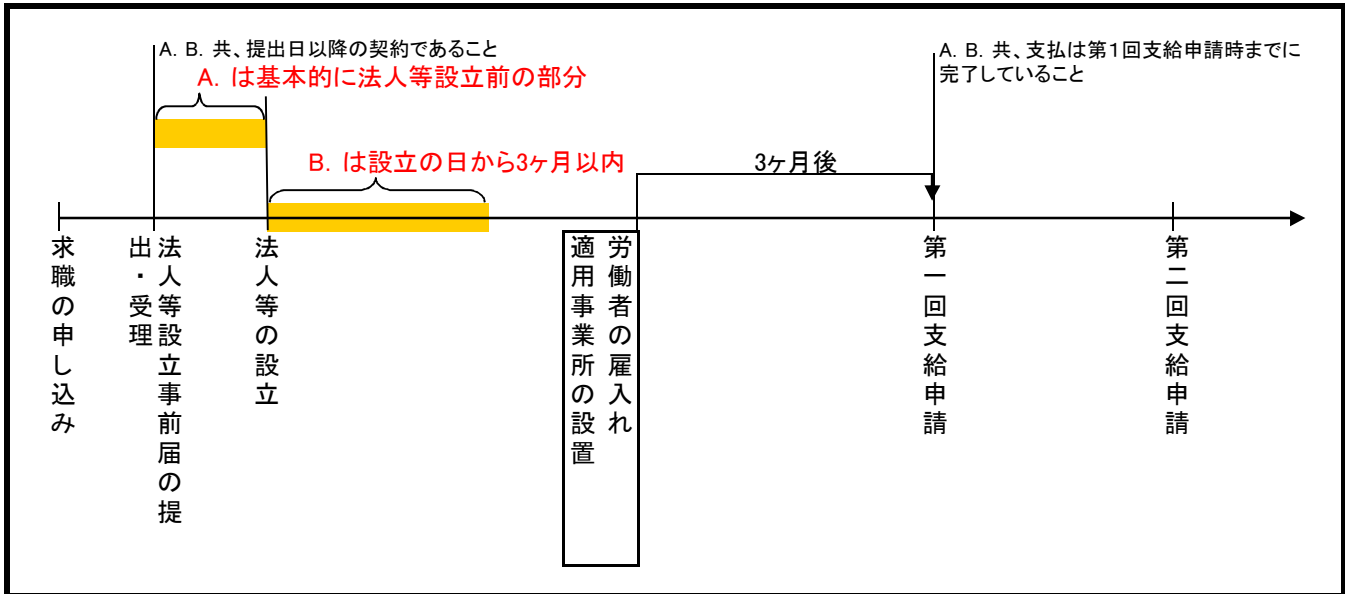 A. B. 共、提出日以降の契約であること
A. は基本的に法人等設立前の部分
A. B. 共、支払は第1回支給申請時までに
完了していること
B. は設立の日から3ヶ月以内
3ヶ月後
求職の申し込み
法人等設立事前届の提
出・受理
法人等の設立
労働者の雇入れ
適用事業所の設置
第一回支給申請
第二回支給申請